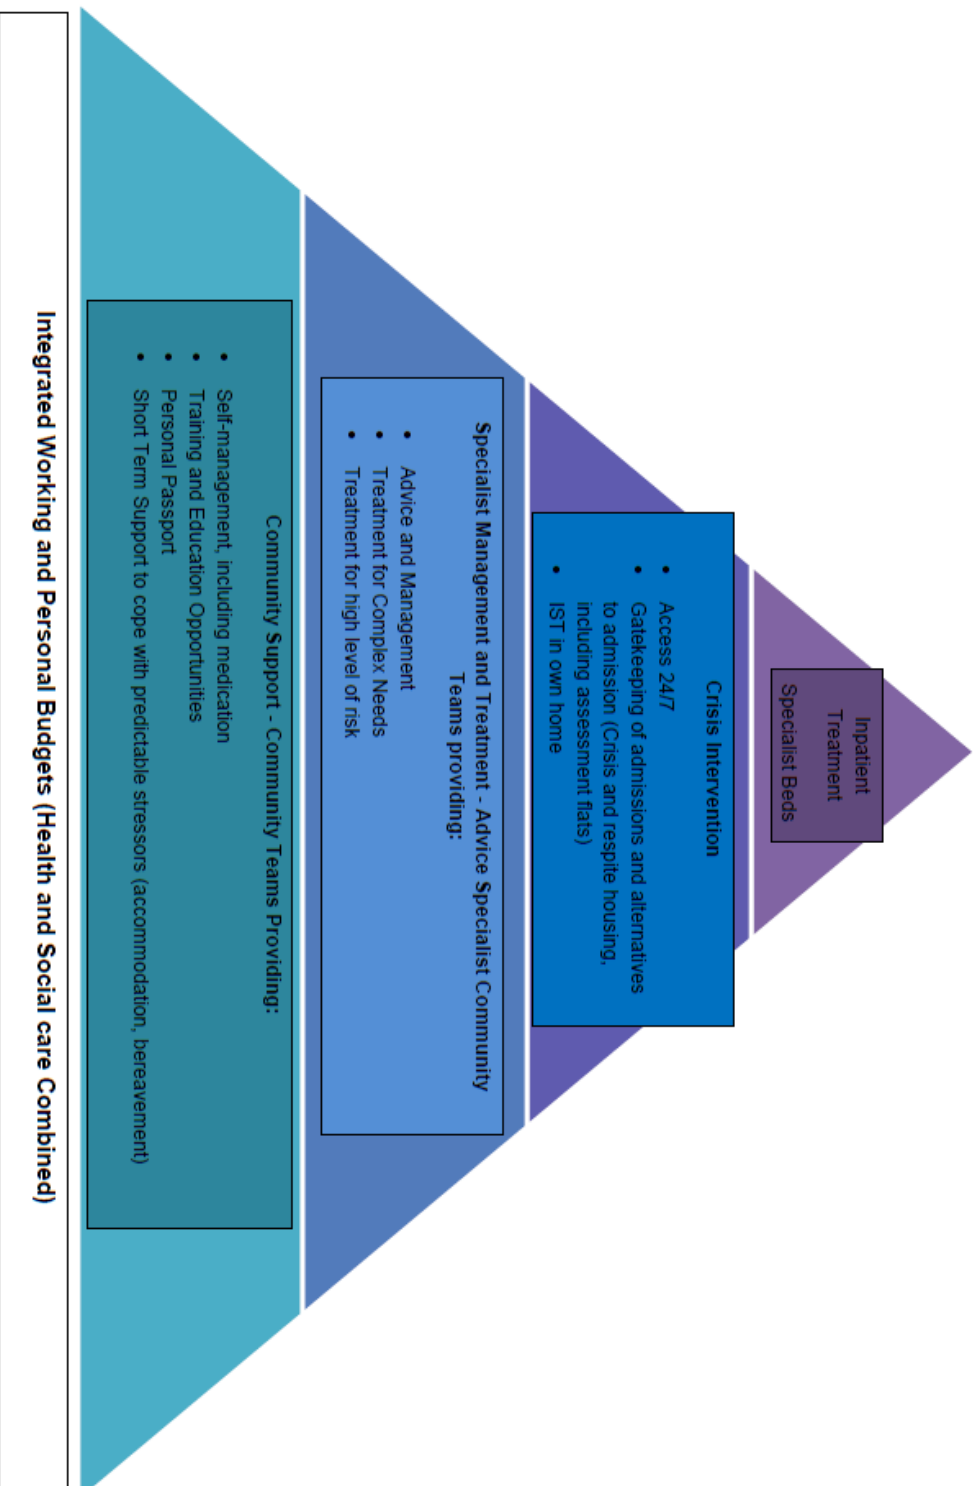 Inpatient
Treatment
Specialist Beds
Crisis Intervention
• Access 24/7
• Gatekeeping of admissions and alternatives
to admission (Crisis and respite housing,
including assessment flats)
• IST in own home
Specialist Management and Treatment - Advice Specialist Community
Teams providing:
• Advice and Management
• Treatment for Complex Needs
• Treatment for high level of risk
Community Support - Community Teams Providing:
• Self-management, including medication
• Training and Education Opportunities
• Personal Passport
• Short Term Support to cope with predictable stressors (accommodation, bereavement)
Integrated Working and Personal Budgets (Health and Social care Combined)